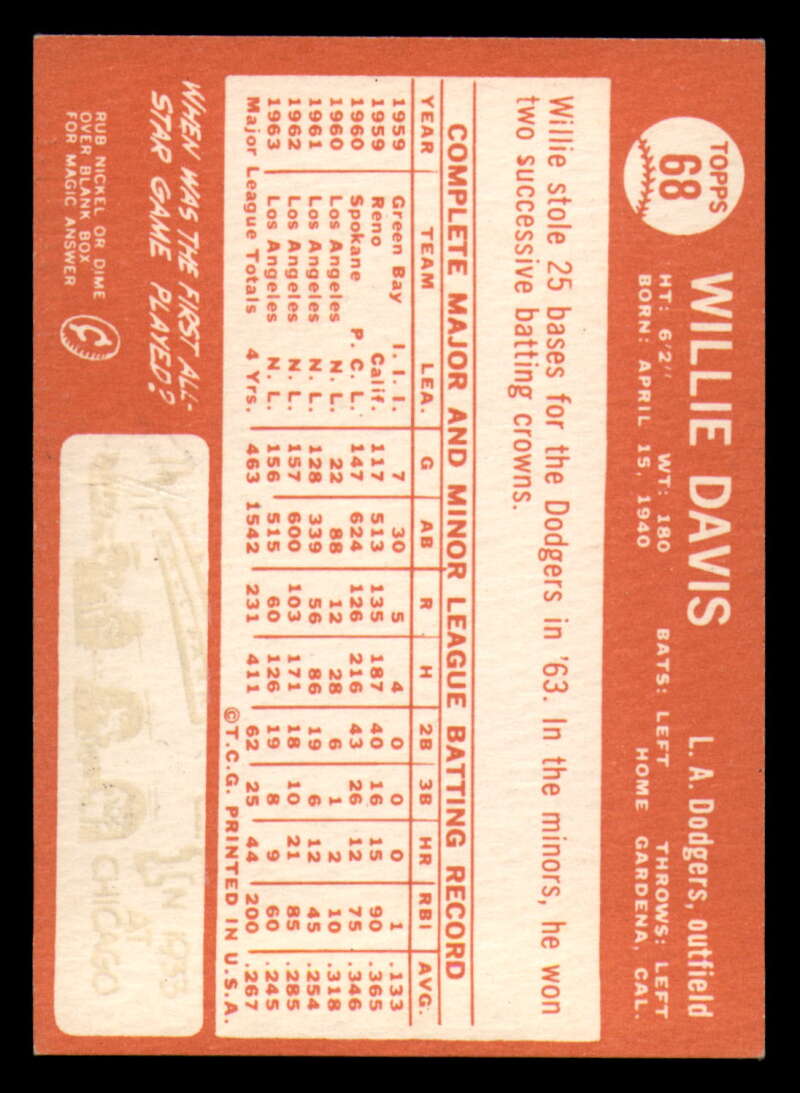 TOPPS
68
WILLIE DAVIS
L. A. Dodgers, outfield
HT: 6'2" WT: 180 BATS: LEFT THROWS: LEFT
BORN: APRIL 15, 1940 HOME GARDENA, CAL.
Willie stole 25 bases for the Dodgers in '63. In the minors, he won
two successive batting crowns.
COMPLETE MAJOR AND MINOR LEAGUE BATTING RECORD
YEAR TEAM LEA. G AB R H 2B 3B HR RBI AVG.
1959 Green Bay I. I. I. 7 30 5 4 0 0 0 1 .133
1959 Reno Calif. 117 513 135 187 40 16 15 90 .365
1960 Spokane P. C. L. 147 624 126 216 43 26 12 75 .346
1960 Los Angeles N. L. 22 88 12 28 6 1 2 10 .318
1961 Los Angeles N. L. 128 339 56 86 19 6 12 45 .254
1962 Los Angeles N. L. 157 600 103 171 18 10 21 85 .285
1963 Los Angeles N. L. 156 515 60 126 19 8 9 60 .245
Major League Totals 4 Yrs. 463 1542 231 411 62 25 44 200 .267
©T.C.G. PRINTED IN U.S.A.
WHEN WAS THE FIRST ALL-
STAR GAME PLAYED?
RUB NICKEL OR DIME
OVER BLANK BOX
FOR MAGIC ANSWER
IN 1933
AT
CHICAGO